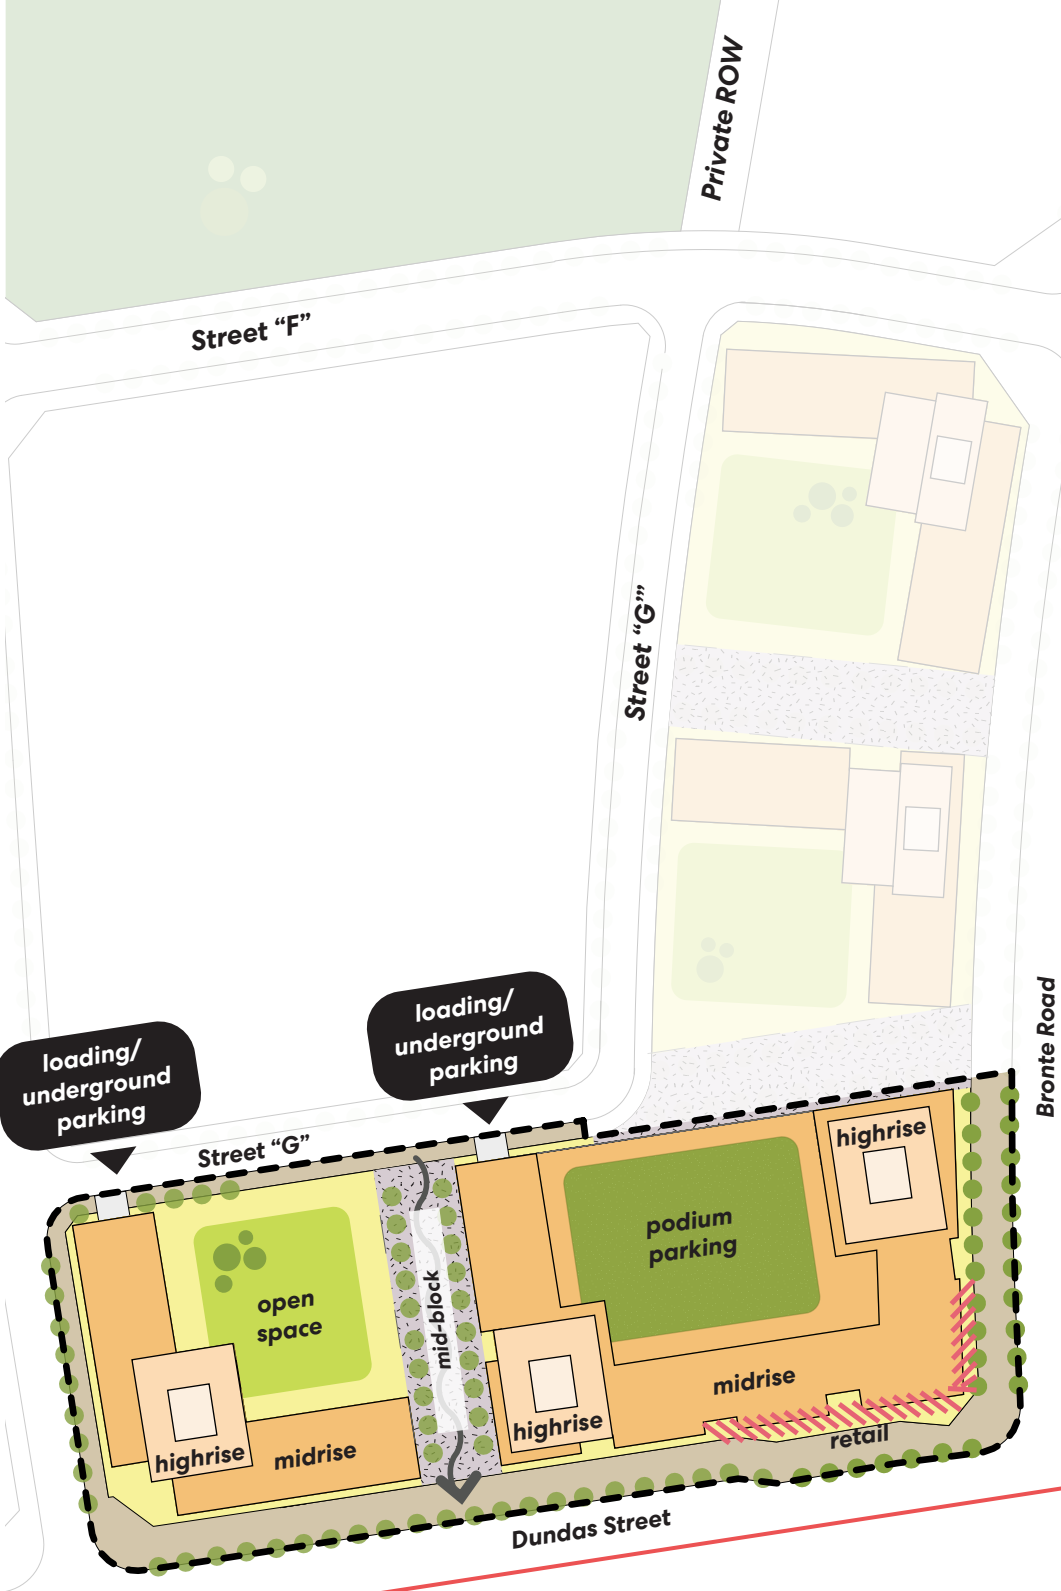 Private ROW
Street “F”
Street “G”’
Bronte Road
loading/
underground
parking
loading/
underground
parking
Street “G”
highrise
podium
parking
open
space
mid-block
midrise
highrise
retail
highrise
midrise
Dundas Street